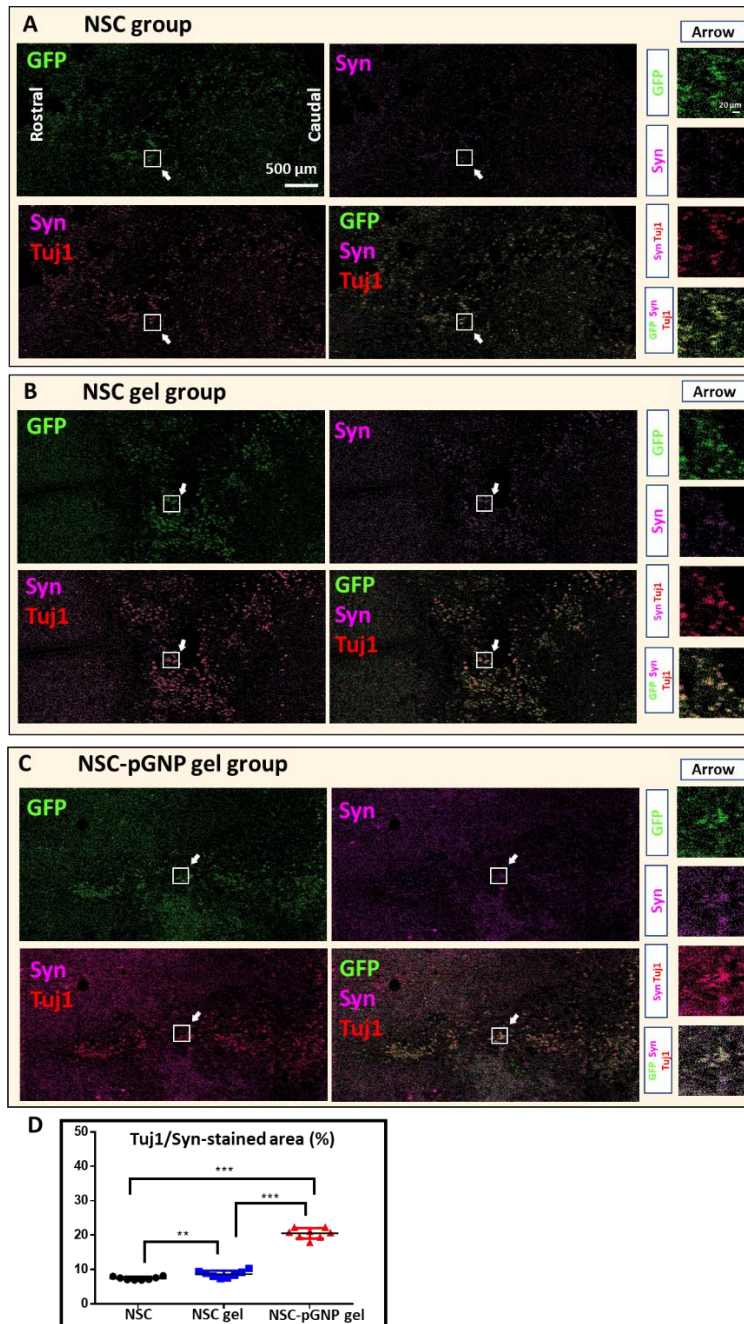 A NSC group
GFP
Rostral
Caudal
500 µm
Syn
Syn
Tuj1
GFP
Syn
Tuj1
Arrow
GFP
20 µm
Syn
Syn Tuj1
GFP Syn
Tuj1
B NSC gel group
GFP
Syn
Syn
Tuj1
GFP
Syn
Tuj1
Arrow
GFP
Syn
Syn Tuj1
GFP Syn
Tuj1
C NSC-pGNP gel group
GFP
Syn
Syn
Tuj1
GFP
Syn
Tuj1
Arrow
GFP
Syn
Syn Tuj1
GFP Syn
Tuj1
D
Tuj1/Syn-stained area (%)
50
40
30
20
10
0
***
***
**
NSC
NSC gel
NSC-pGNP gel